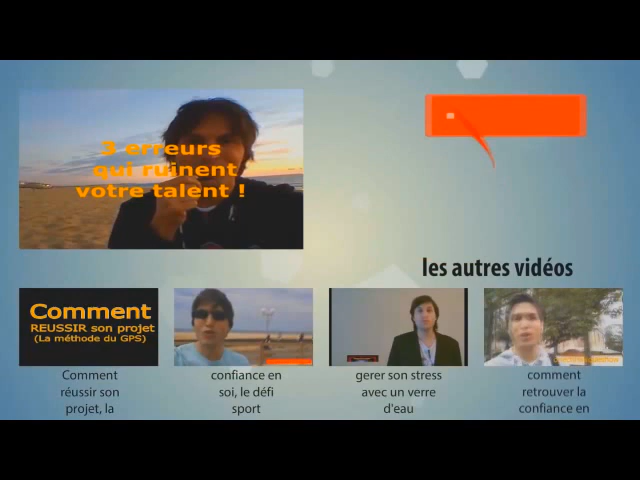 3 erreurs
qui ruinent
votre talent !
les autres vidéos
Comment
REUSSIR son projet
(La méthode du GPS)
Comment
réussir son
projet, la
confiance en
soi, le défi
sport
gerer son stress
avec un verre
d'eau
comment
retrouver la
confiance en